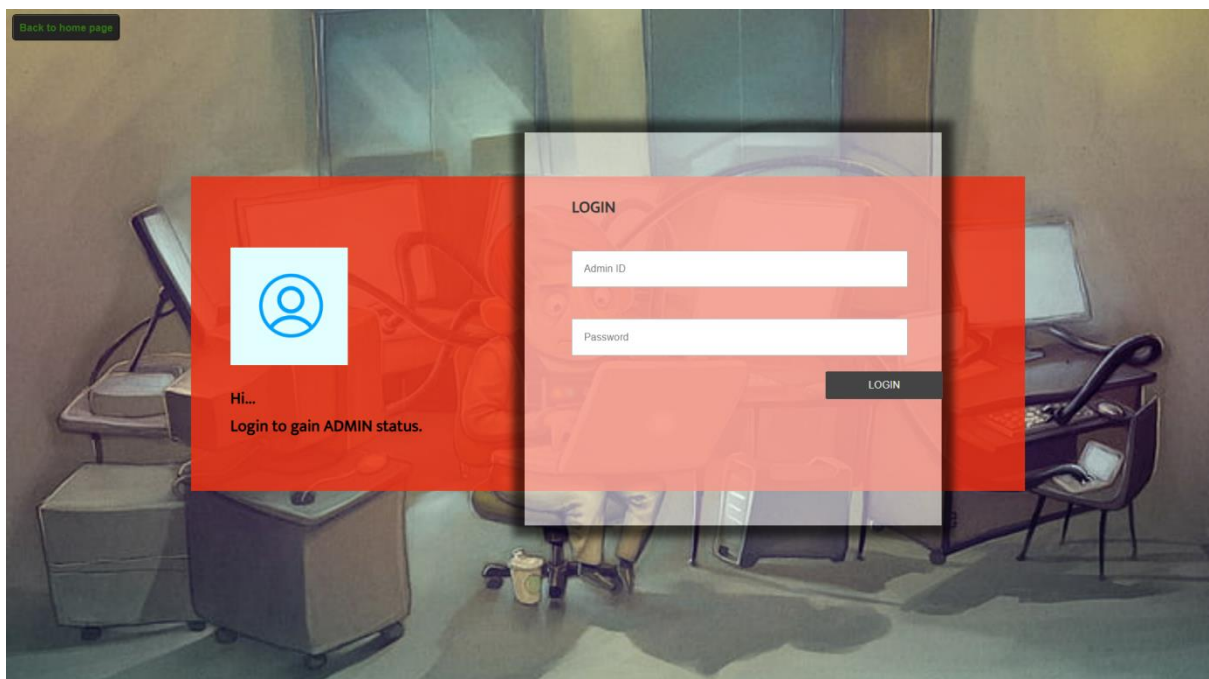 Back to home page
LOGIN
Admin ID
Password
LOGIN
Hi...
Login to gain ADMIN status.